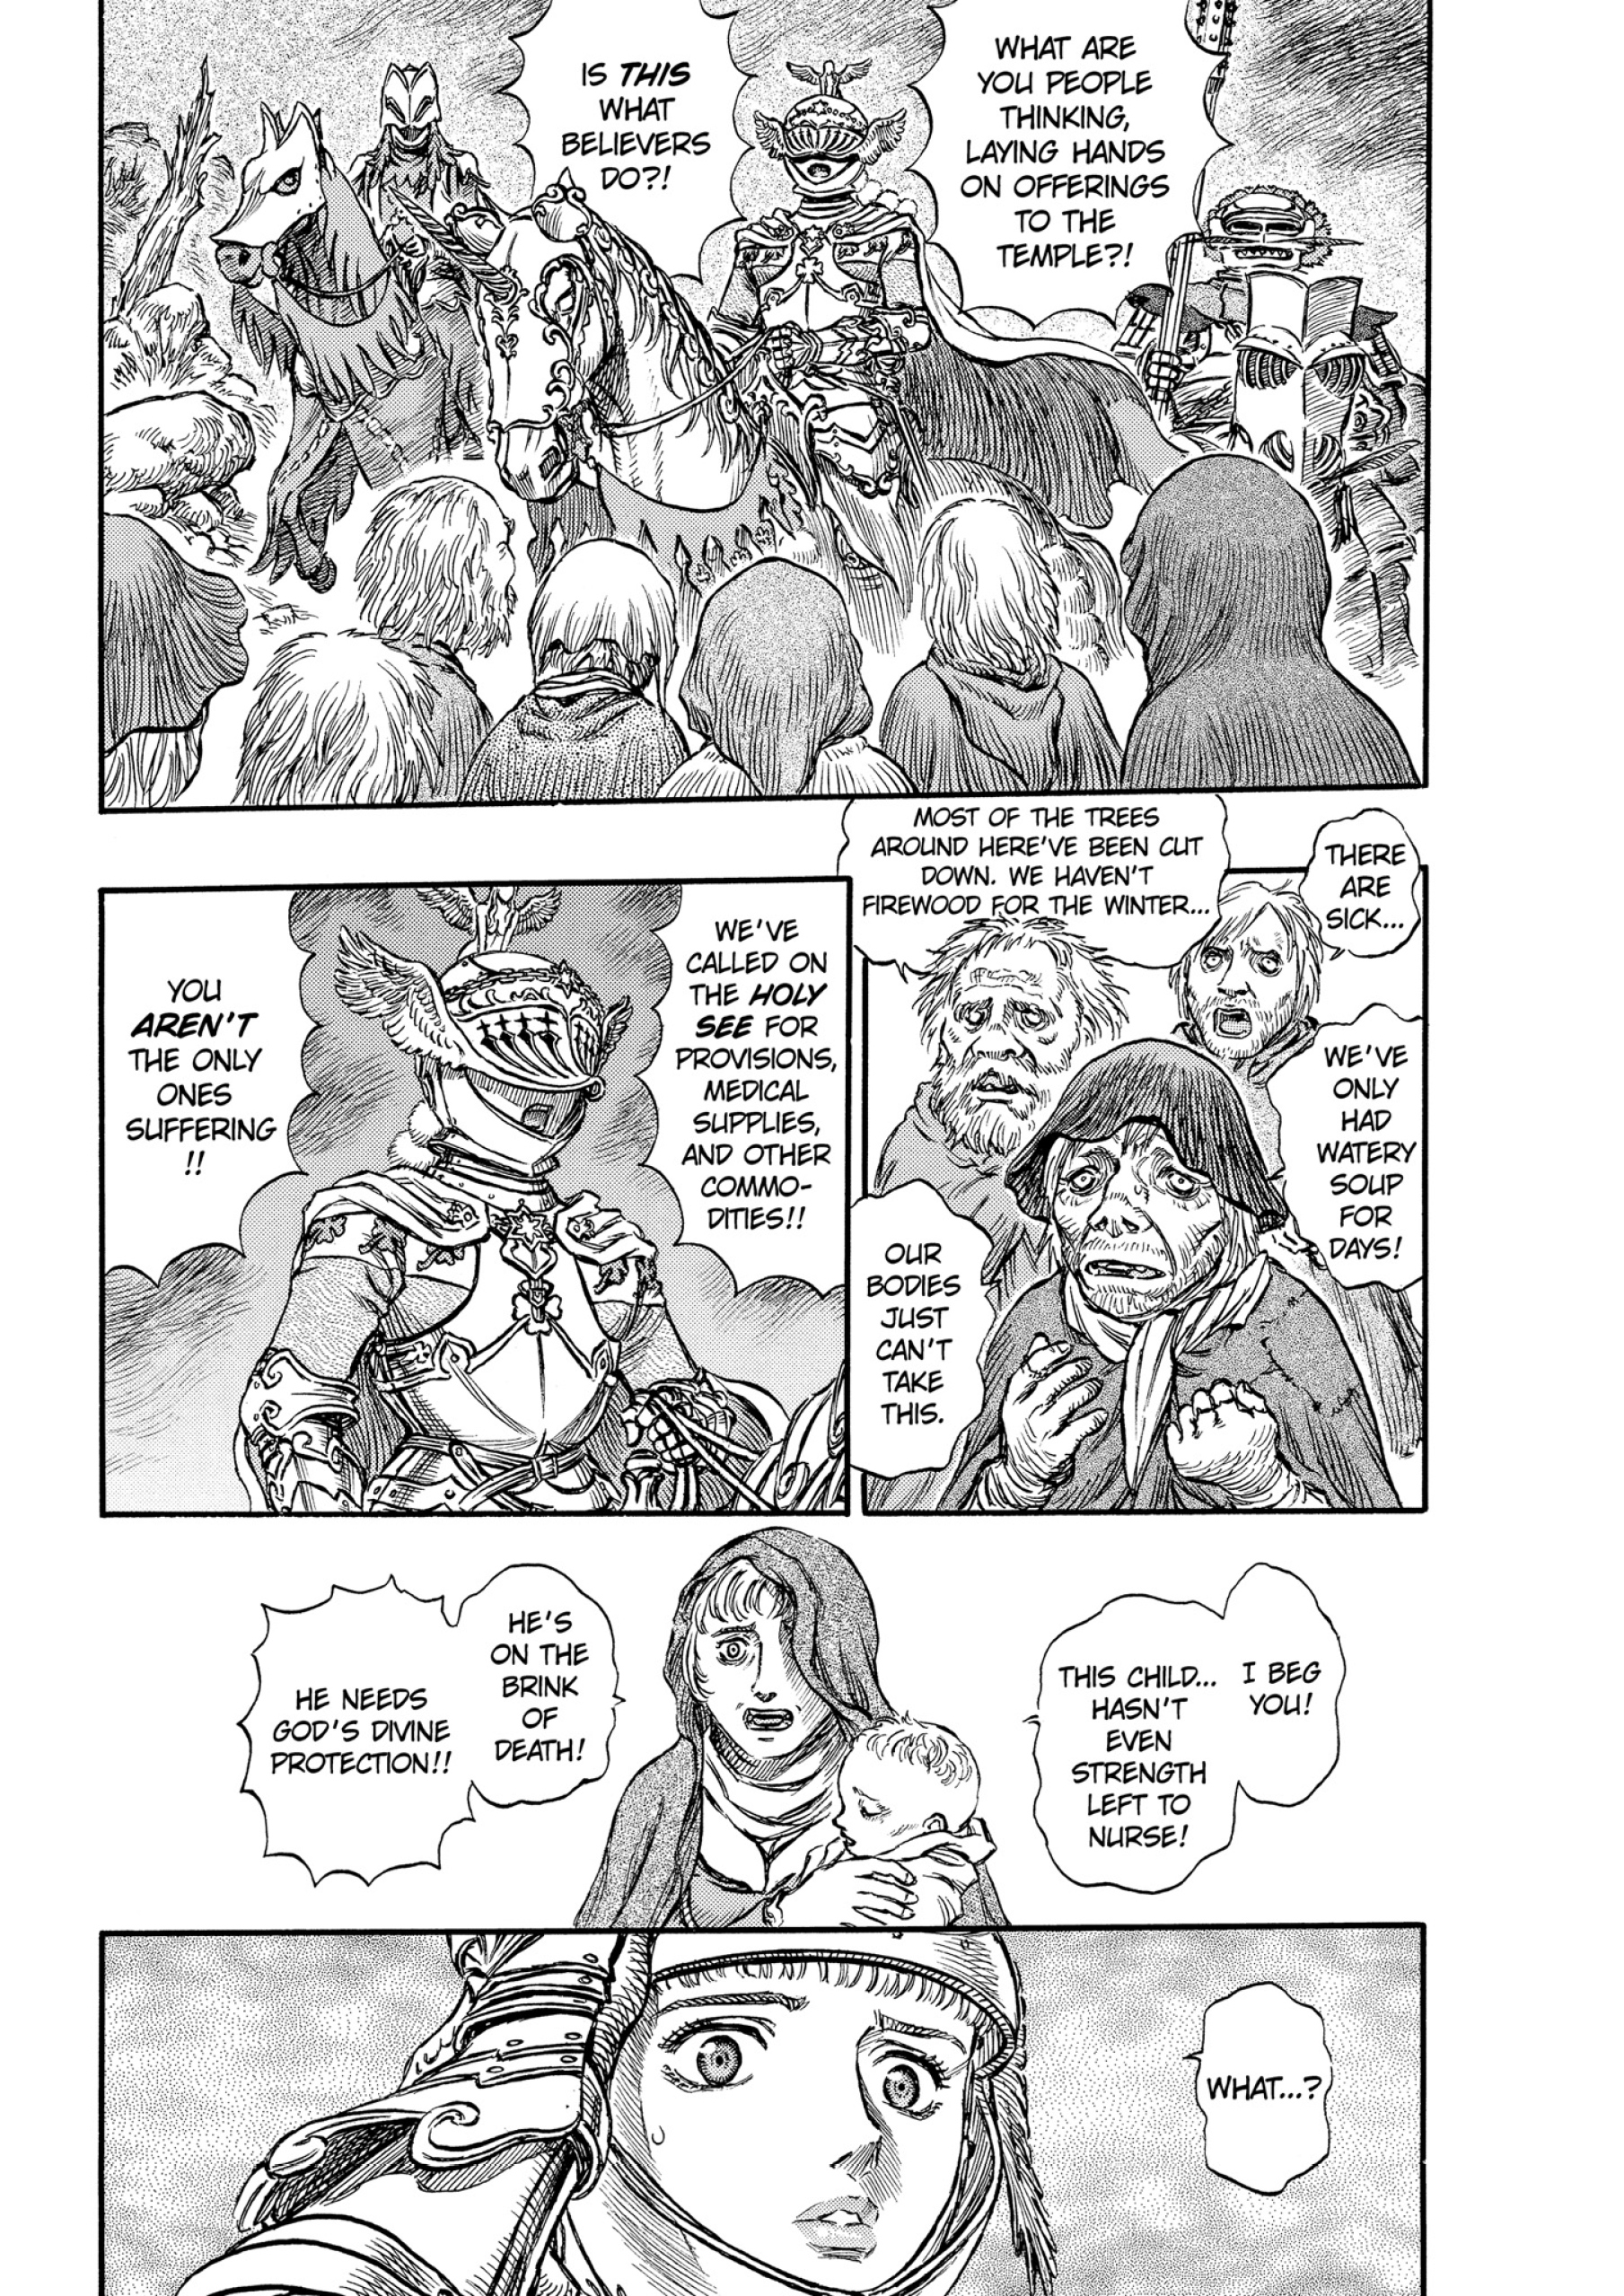 WHAT ARE
YOU PEOPLE
THINKING,
LAYING HANDS
ON OFFERINGS
TO THE
TEMPLE?!
IS THIS
WHAT
BELIEVERS
DO?!
THERE
ARE
SICK...
MOST OF THE TREES
AROUND HERE'VE BEEN CUT
DOWN. WE HAVEN'T
FIREWOOD FOR THE WINTER...
WE'VE
ONLY
HAD
WATERY
SOUP
FOR
DAYS!
OUR
BODIES
JUST
CAN'T
TAKE
THIS.
WE'VE
CALLED ON
THE HOLY
SEE FOR
PROVISIONS,
MEDICAL
SUPPLIES,
AND OTHER
COMMO-
DITIES!!
YOU
AREN'T
THE ONLY
ONES
SUFFERING
!!
I BEG
YOU!
THIS CHILD...
HASN'T
EVEN
STRENGTH
LEFT TO
NURSE!
HE'S
ON THE
BRINK
OF
DEATH!
HE NEEDS
GOD'S DIVINE
PROTECTION!!
WHAT...?